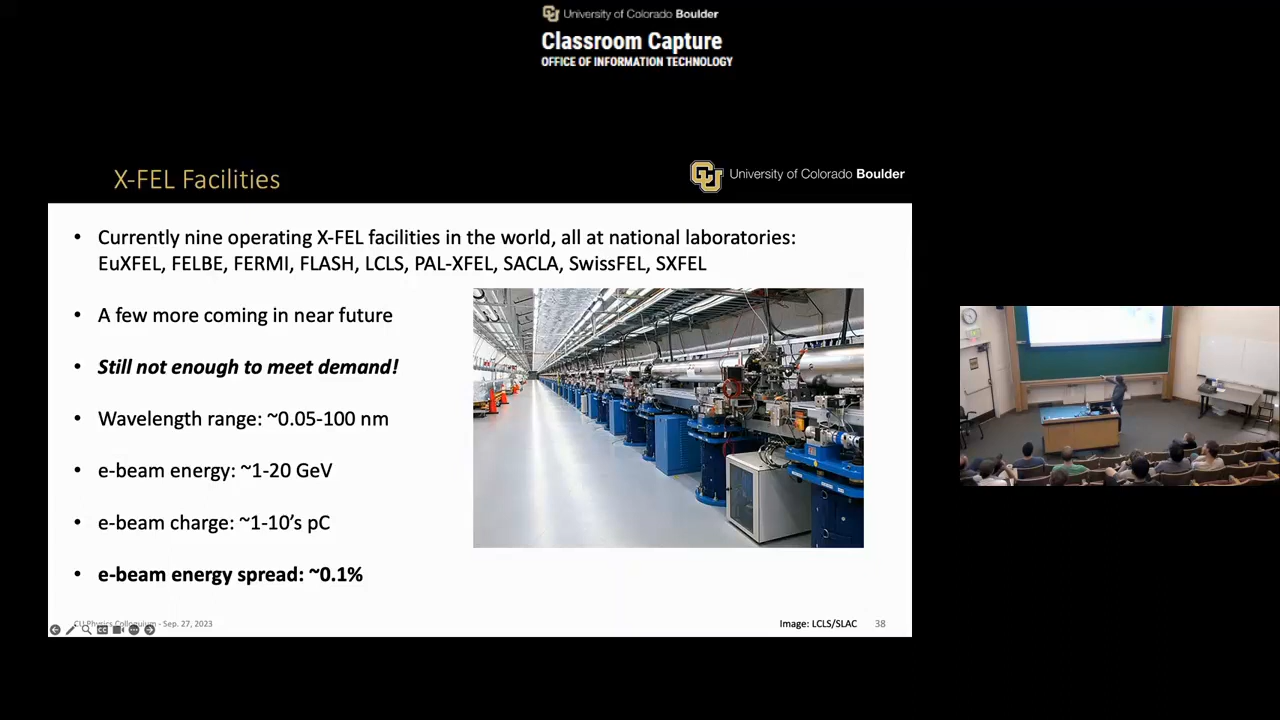 University of Colorado Boulder
Classroom Capture
OFFICE OF INFORMATION TECHNOLOGY
X-FEL Facilities
University of Colorado Boulder
• Currently nine operating X-FEL facilities in the world, all at national laboratories:
EuXFEL, FELBE, FERMI, FLASH, LCLS, PAL-XFEL, SACLA, SwissFEL, SXFEL
• A few more coming in near future
• Still not enough to meet demand!
• Wavelength range: ~0.05-100 nm
• e-beam energy: ~1-20 GeV
• e-beam charge: ~1-10's pC
• e-beam energy spread: ~0.1%
CU Physics Colloquium - Sep. 27, 2023
Image: LCLS/SLAC
38